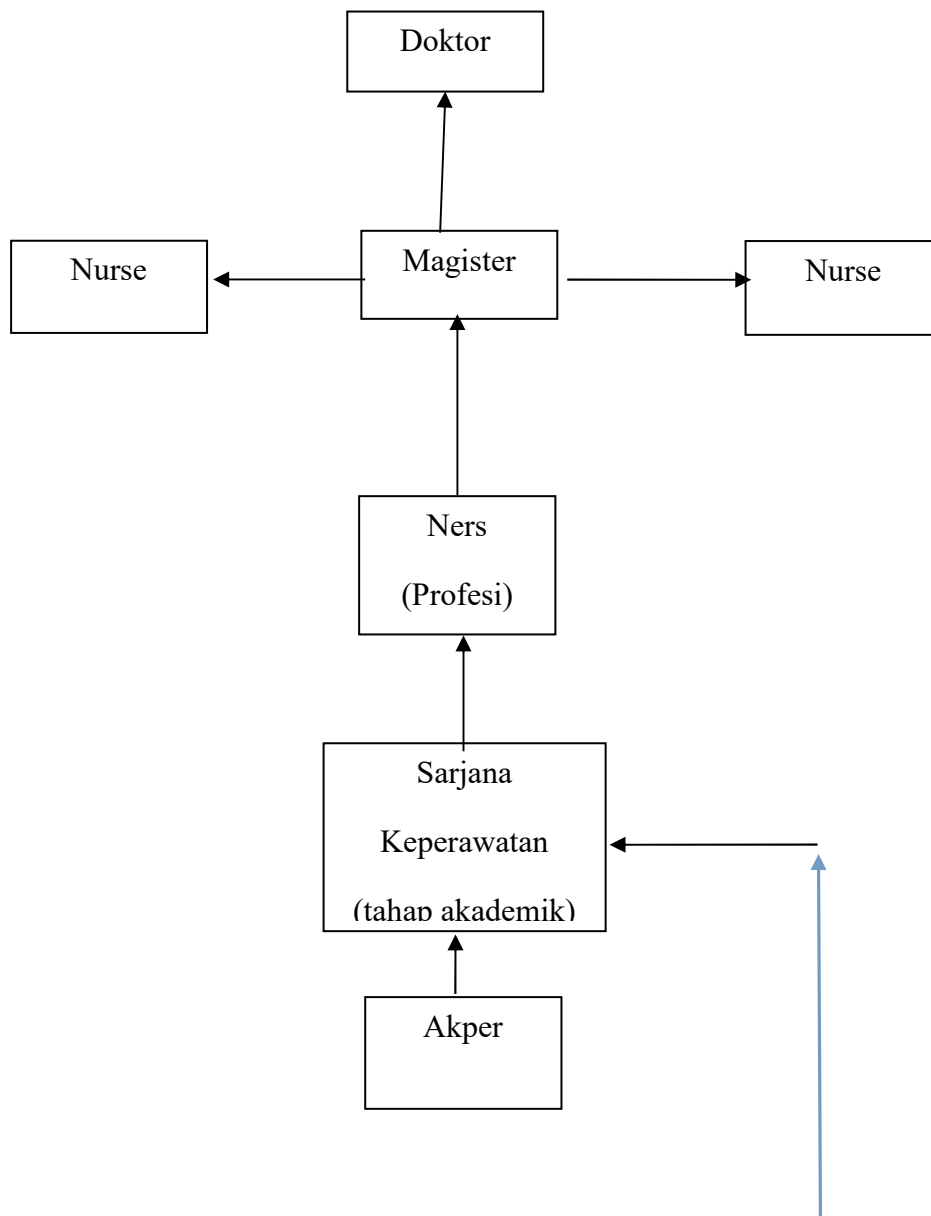 Doktor
Nurse
Magister
Nurse
Ners
(Profesi)
Sarjana
Keperawatan
(tahap akademik)
Akper